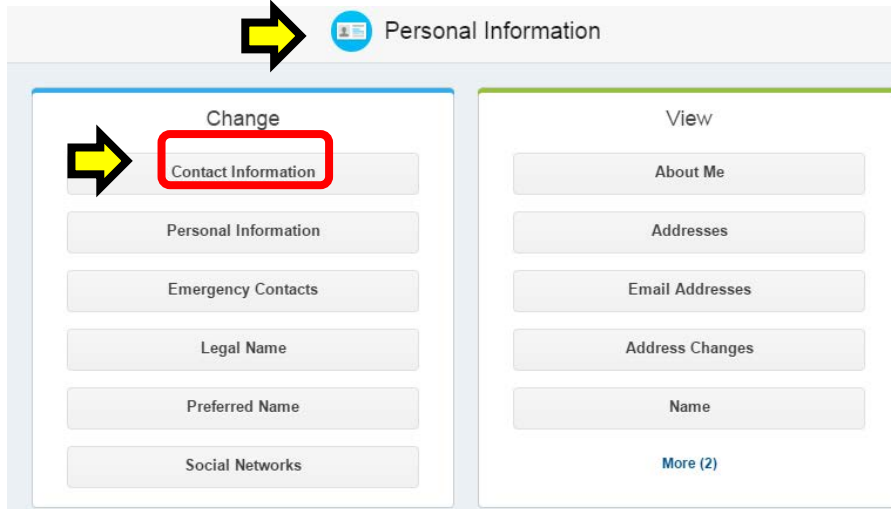 Personal Information
Change
Contact Information
Personal Information
Emergency Contacts
Legal Name
Preferred Name
Social Networks
View
About Me
Addresses
Email Addresses
Address Changes
Name
More (2)